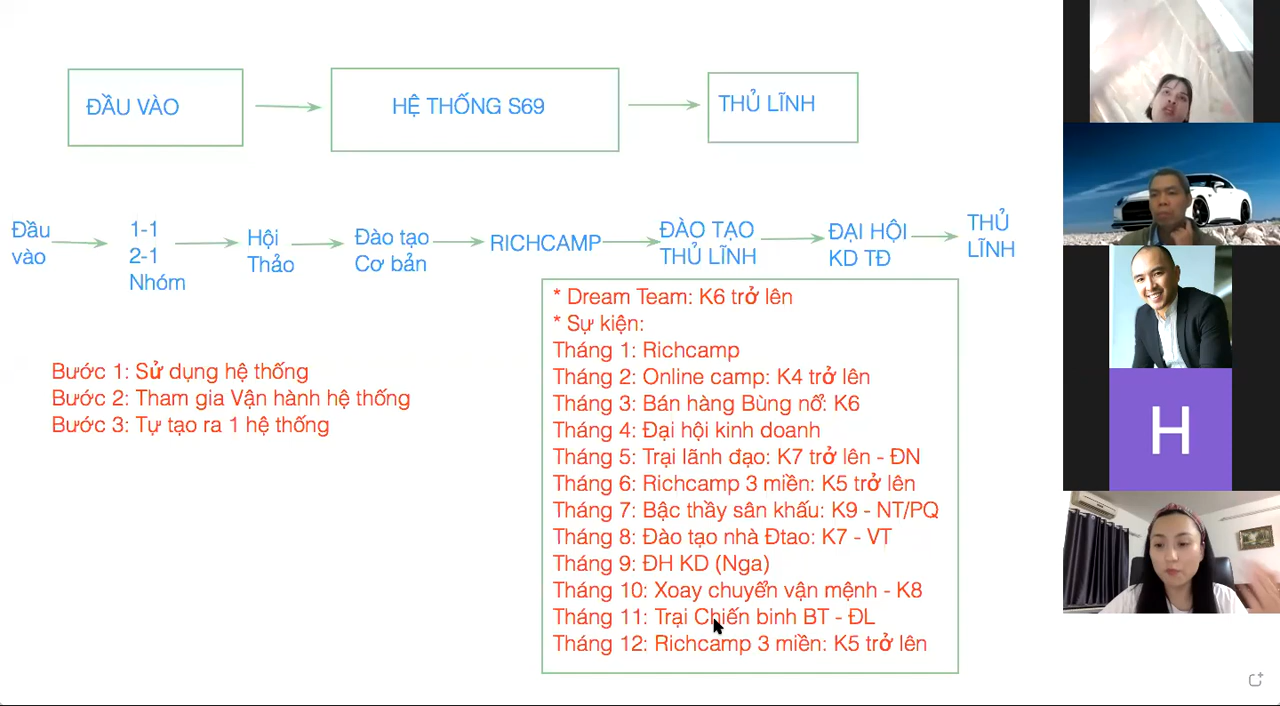 ĐẦU VÀO
HỆ THỐNG S69
THỦ LĨNH
Đầu
vào
1-1
2-1
Nhóm
Hội
Thảo
Đào tạo
Cơ bản
RICHCAMP
ĐÀO TẠO
THỦ LĨNH
ĐẠI HỘI
KD TĐ
THỦ
LĨNH
Bước 1: Sử dụng hệ thống
Bước 2: Tham gia Vận hành hệ thống
Bước 3: Tự tạo ra 1 hệ thống
* Dream Team: K6 trở lên
* Sự kiện:
Tháng 1: Richcamp
Tháng 2: Online camp: K4 trở lên
Tháng 3: Bán hàng Bùng nổ: K6
Tháng 4: Đại hội kinh doanh
Tháng 5: Trại lãnh đạo: K7 trở lên - ĐN
Tháng 6: Richcamp 3 miền: K5 trở lên
Tháng 7: Bậc thầy sân khấu: K9 - NT/PQ
Tháng 8: Đào tạo nhà Đtao: K7 - VT
Tháng 9: ĐH KD (Nga)
Tháng 10: Xoay chuyển vận mệnh - K8
Tháng 11: Trại Chiến binh BT - ĐL
Tháng 12: Richcamp 3 miền: K5 trở lên
H